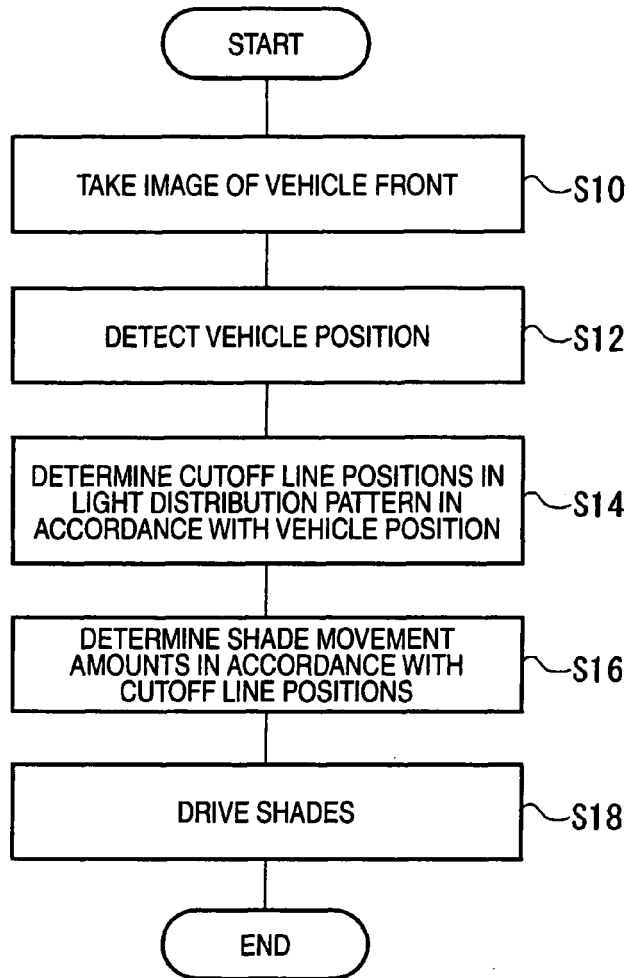 START
TAKE IMAGE OF VEHICLE FRONT
S10
DETECT VEHICLE POSITION
S12
DETERMINE CUTOFF LINE POSITIONS IN
LIGHT DISTRIBUTION PATTERN IN
ACCORDANCE WITH VEHICLE POSITION
S14
DETERMINE SHADE MOVEMENT
AMOUNTS IN ACCORDANCE WITH
CUTOFF LINE POSITIONS
S16
DRIVE SHADES
S18
END